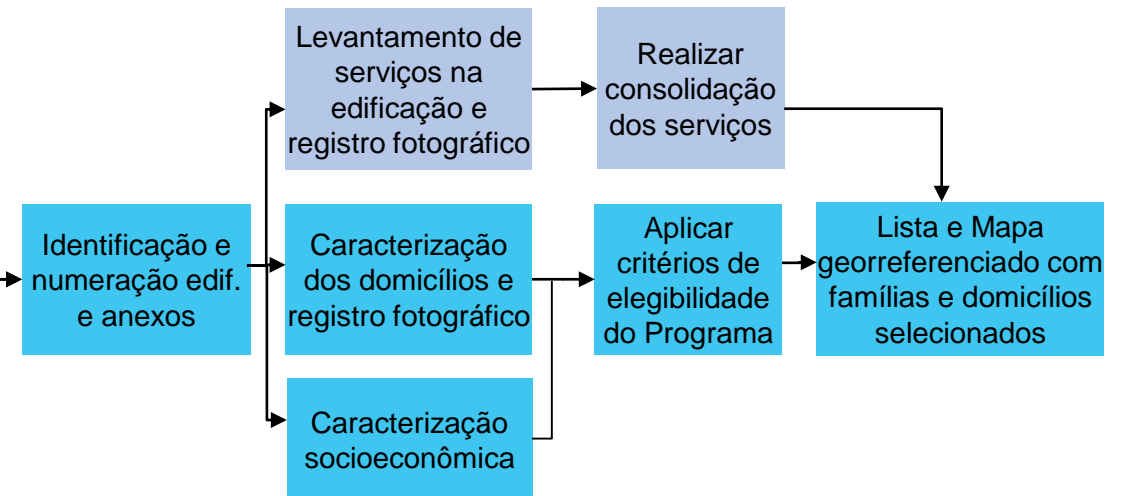 Levantamento de
serviços na
edificação e
registro fotográfico
Realizar
consolidação
dos serviços
Identificação e
numeração edif.
e anexos
Caracterização
dos domicílios e
registro fotográfico
Aplicar
critérios de
elegibilidade
do Programa
Lista e Mapa
georreferenciado com
famílias e domicílios
selecionados
Caracterização
socioeconômica